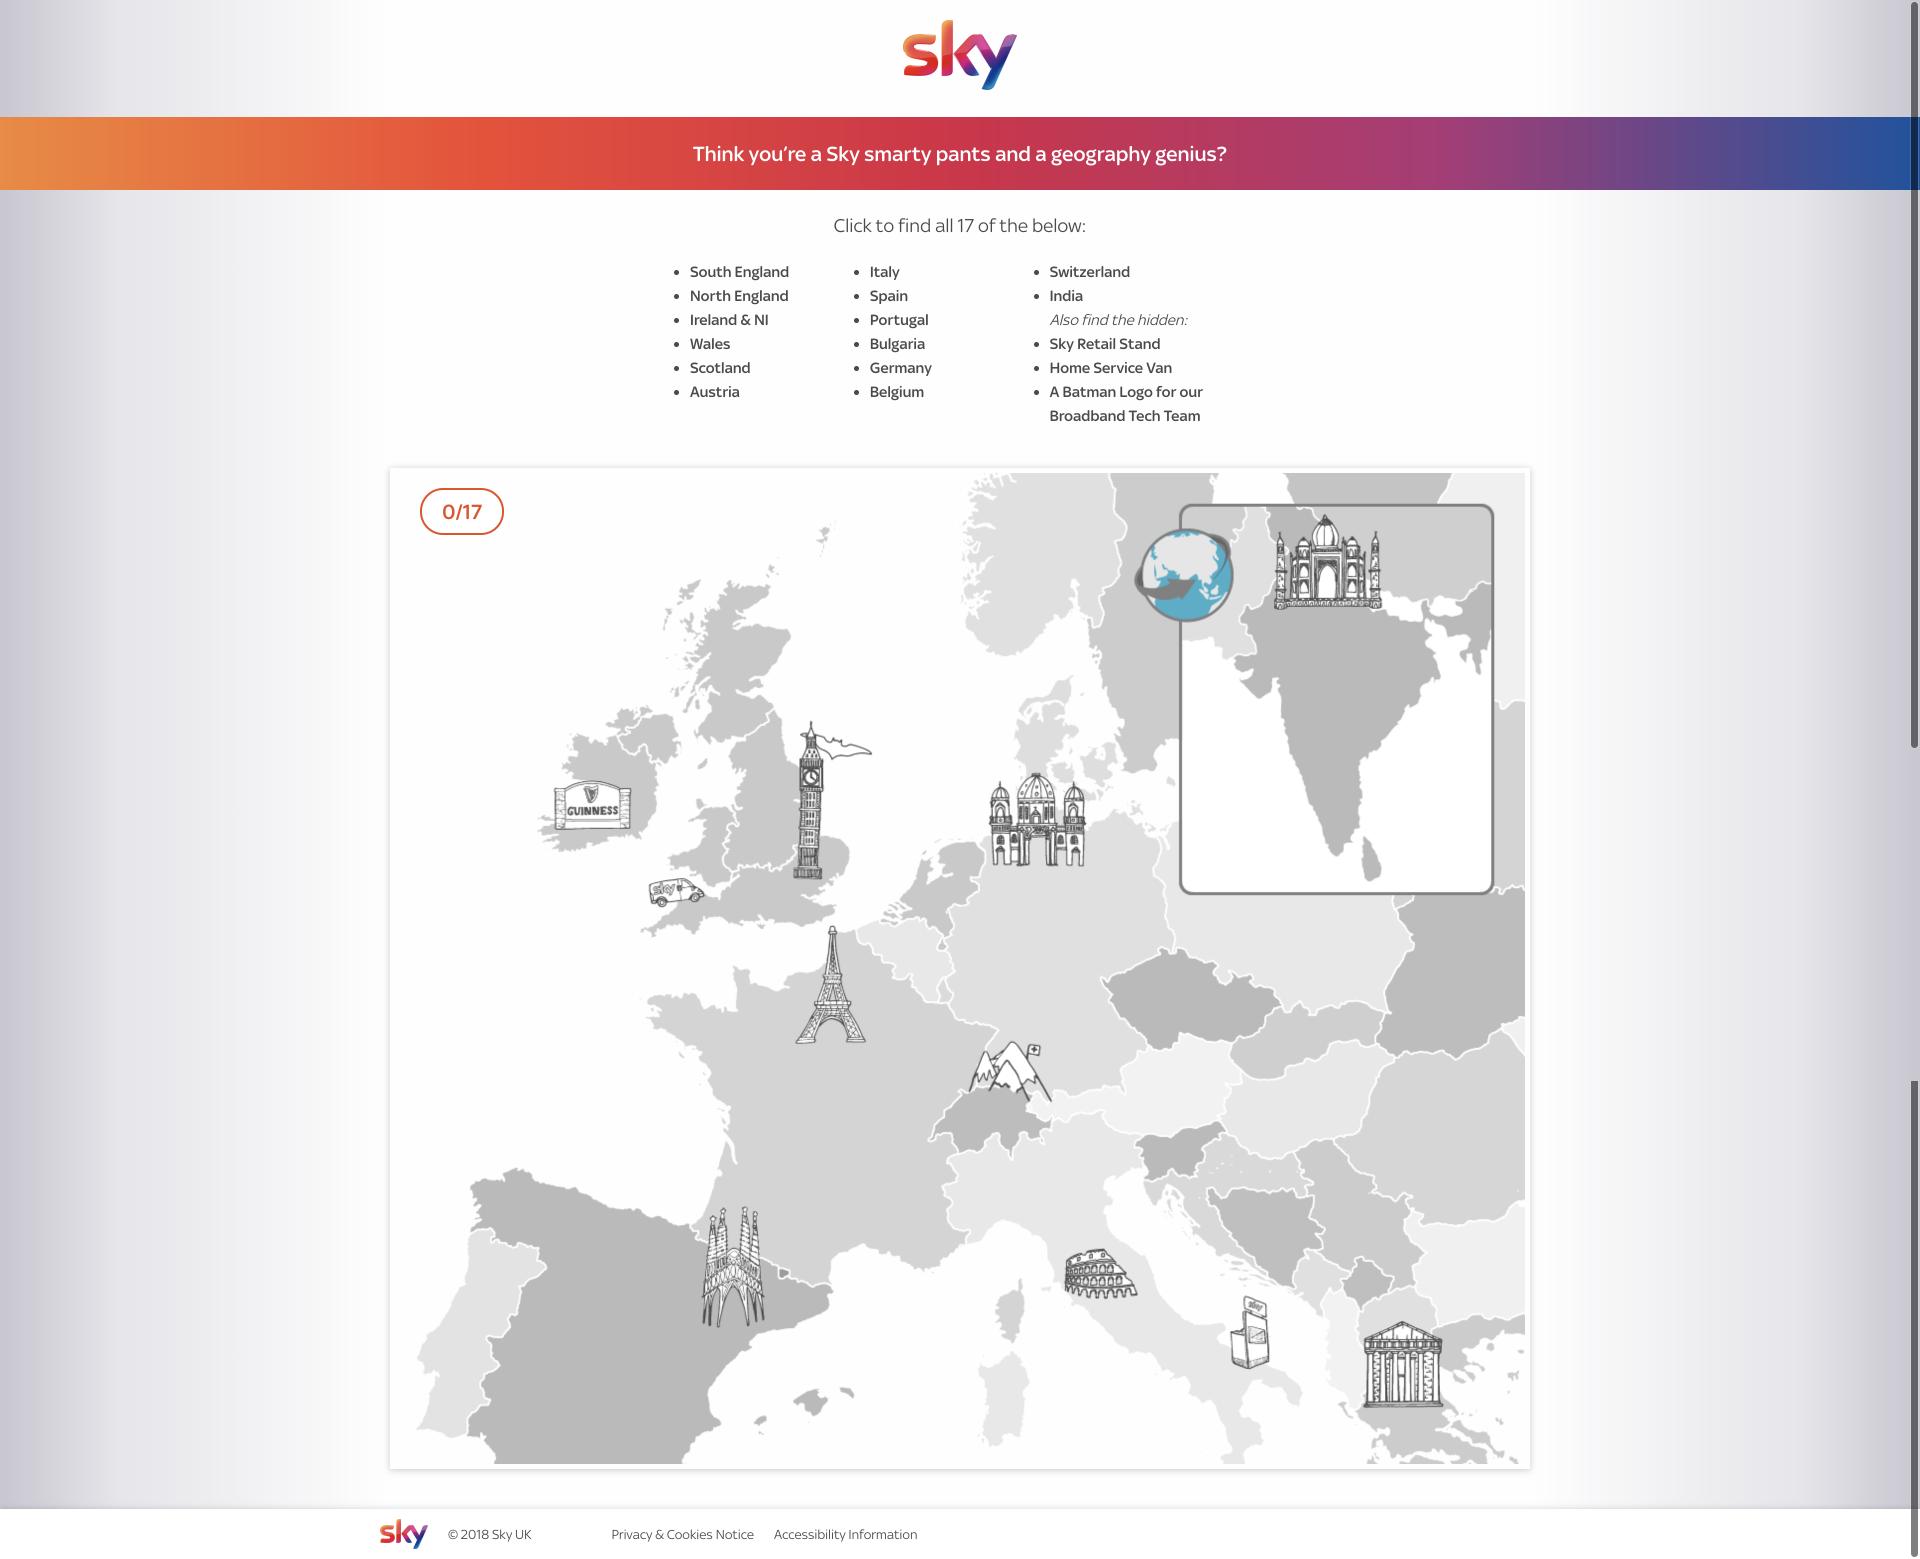 sky
Think you're a Sky smarty pants and a geography genius?
Click to find all 17 of the below:
South England
North England
Ireland & NI
Wales
Scotland
Austria
Italy
Spain
Portugal
Bulgaria
Germany
Belgium
Switzerland
India
Also find the hidden:
Sky Retail Stand
Home Service Van
A Batman Logo for our
Broadband Tech Team
0/17
GUINNESS
sky
sky
sky
© 2018 Sky UK
Privacy & Cookies Notice
Accessibility Information